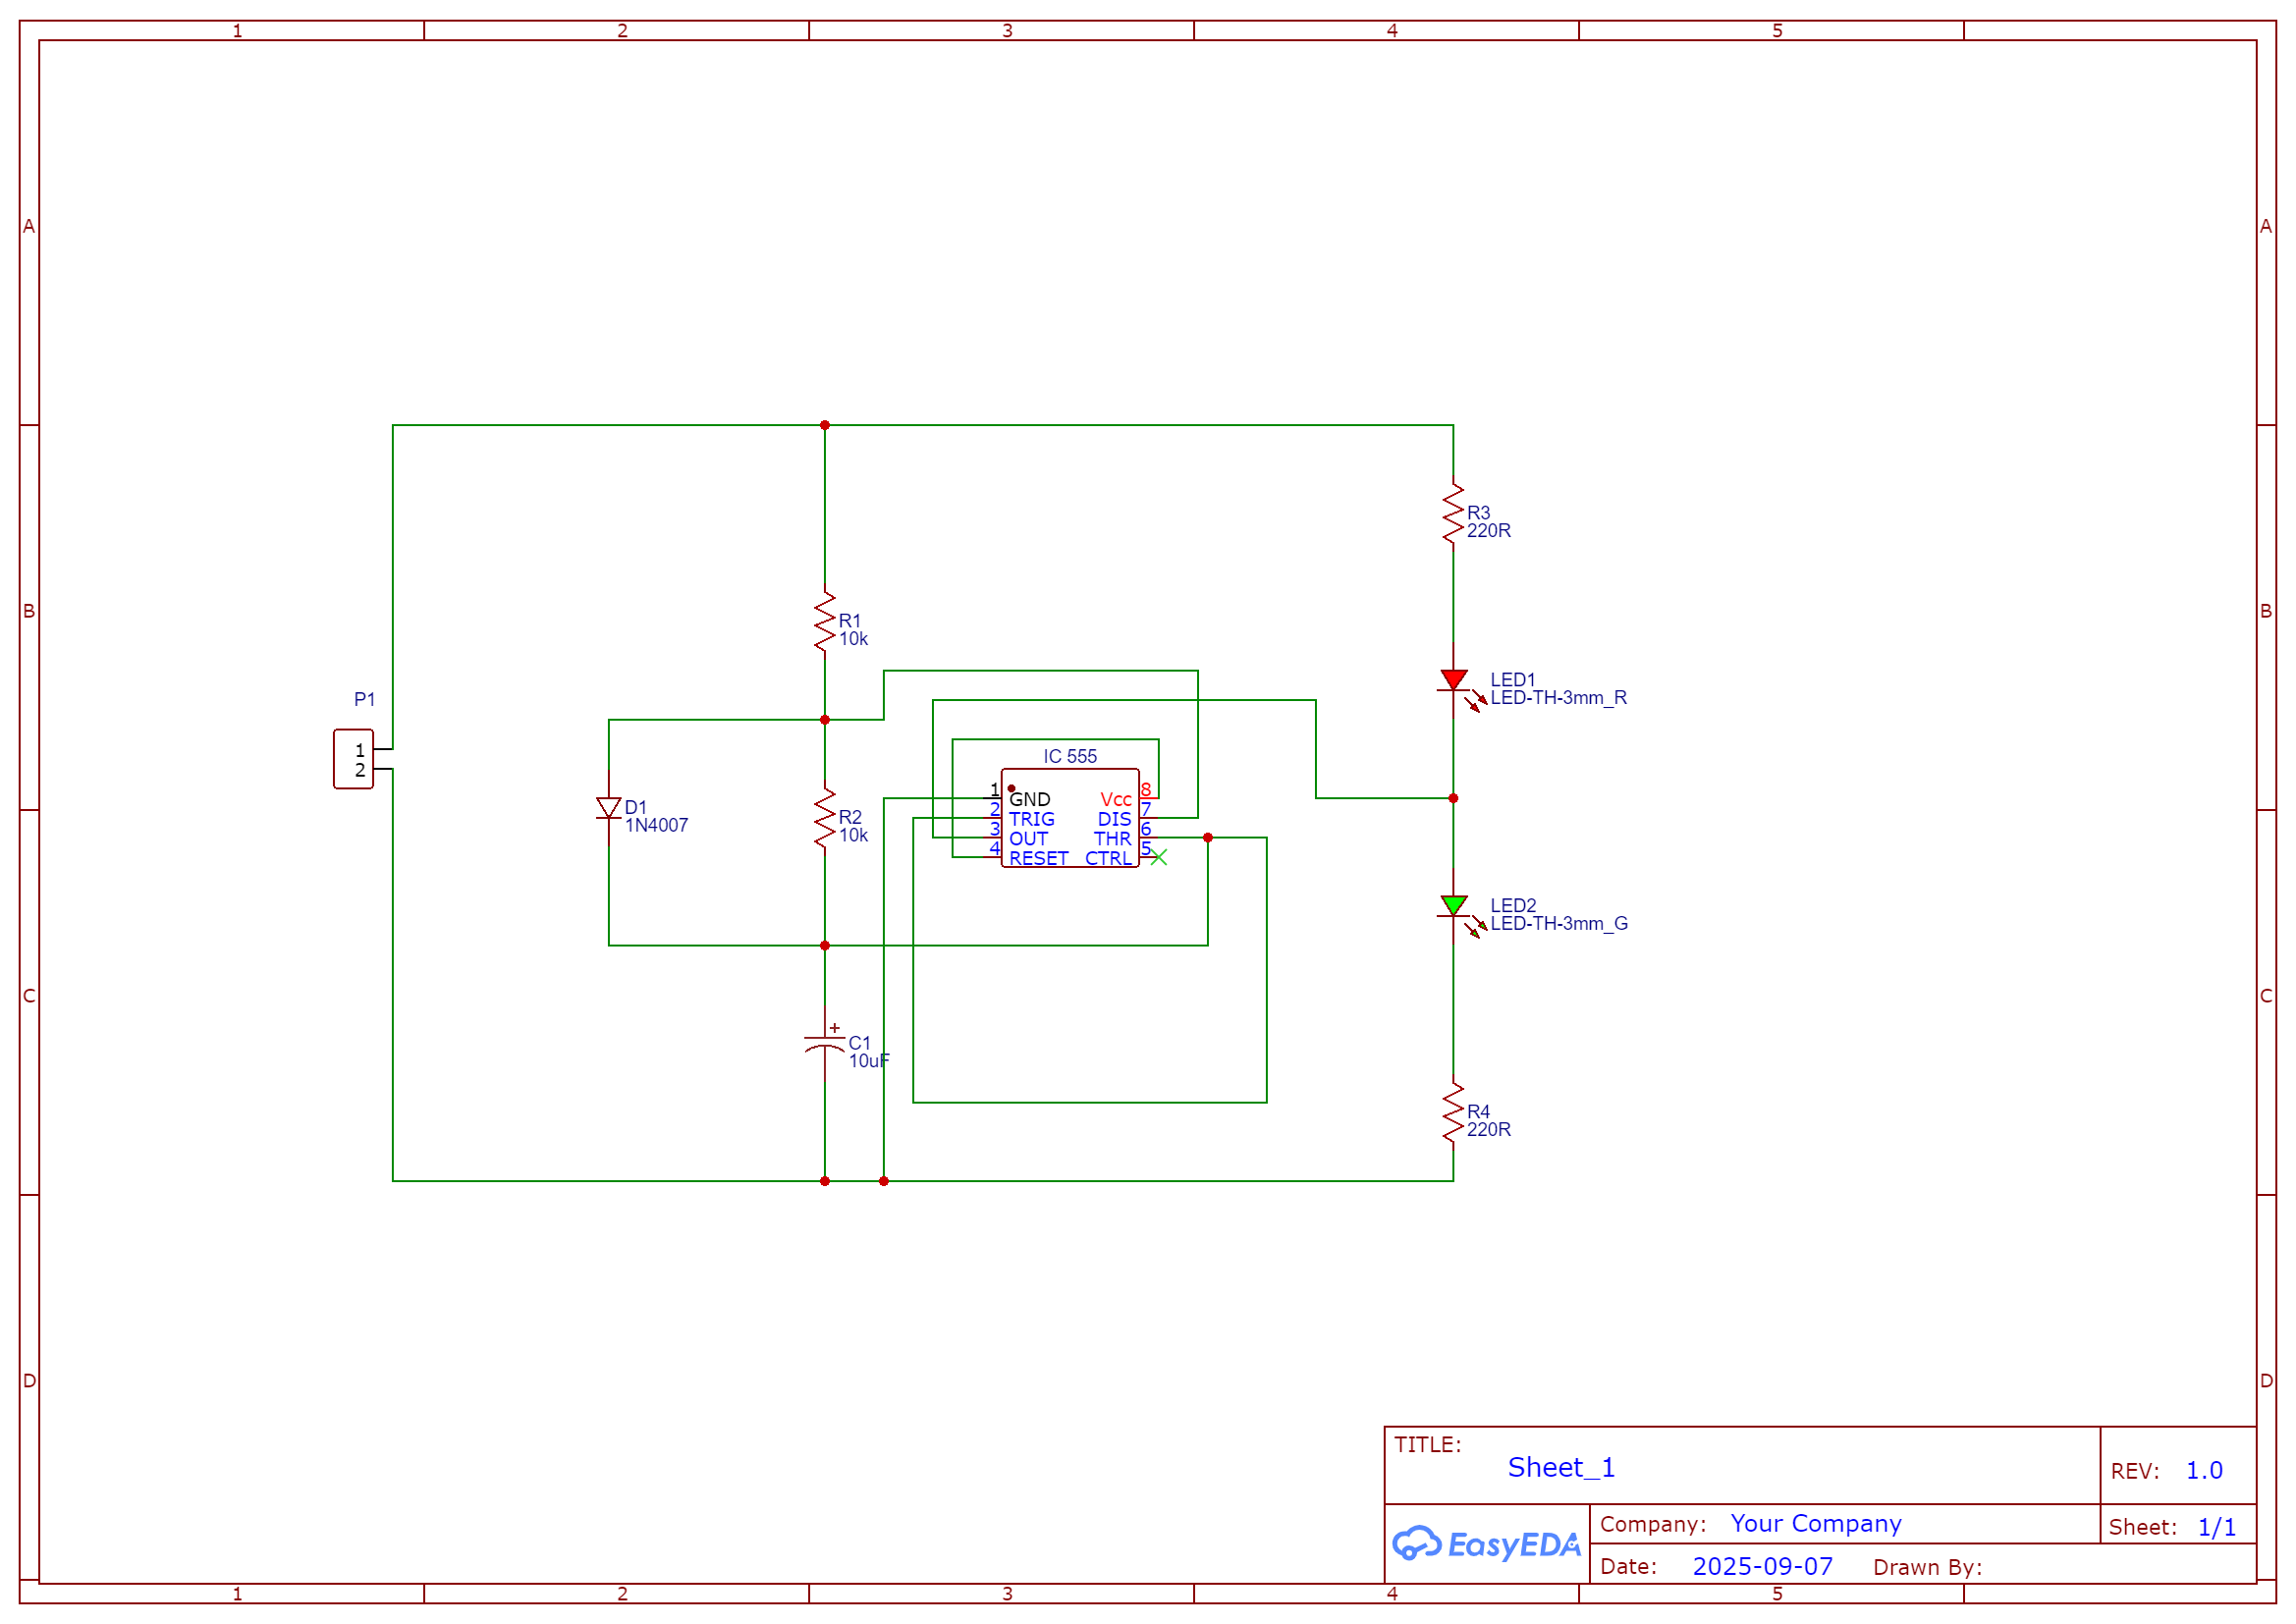 1 2 3 4 5
A A
B B
C C
D D
R3
220R
R1
10k
LED1
LED-TH-3mm_R
P1
1
2
IC 555
1 GND Vcc 8
2 TRIG DIS 7
3 OUT THR 6
4 RESET CTRL 5
D1
1N4007
R2
10k
LED2
LED-TH-3mm_G
+
C1
10uF
R4
220R
TITLE:
Sheet_1
REV: 1.0
EasyEDA
Company: Your Company
Sheet: 1/1
Date: 2025-09-07 Drawn By:
1 2 3 4 5